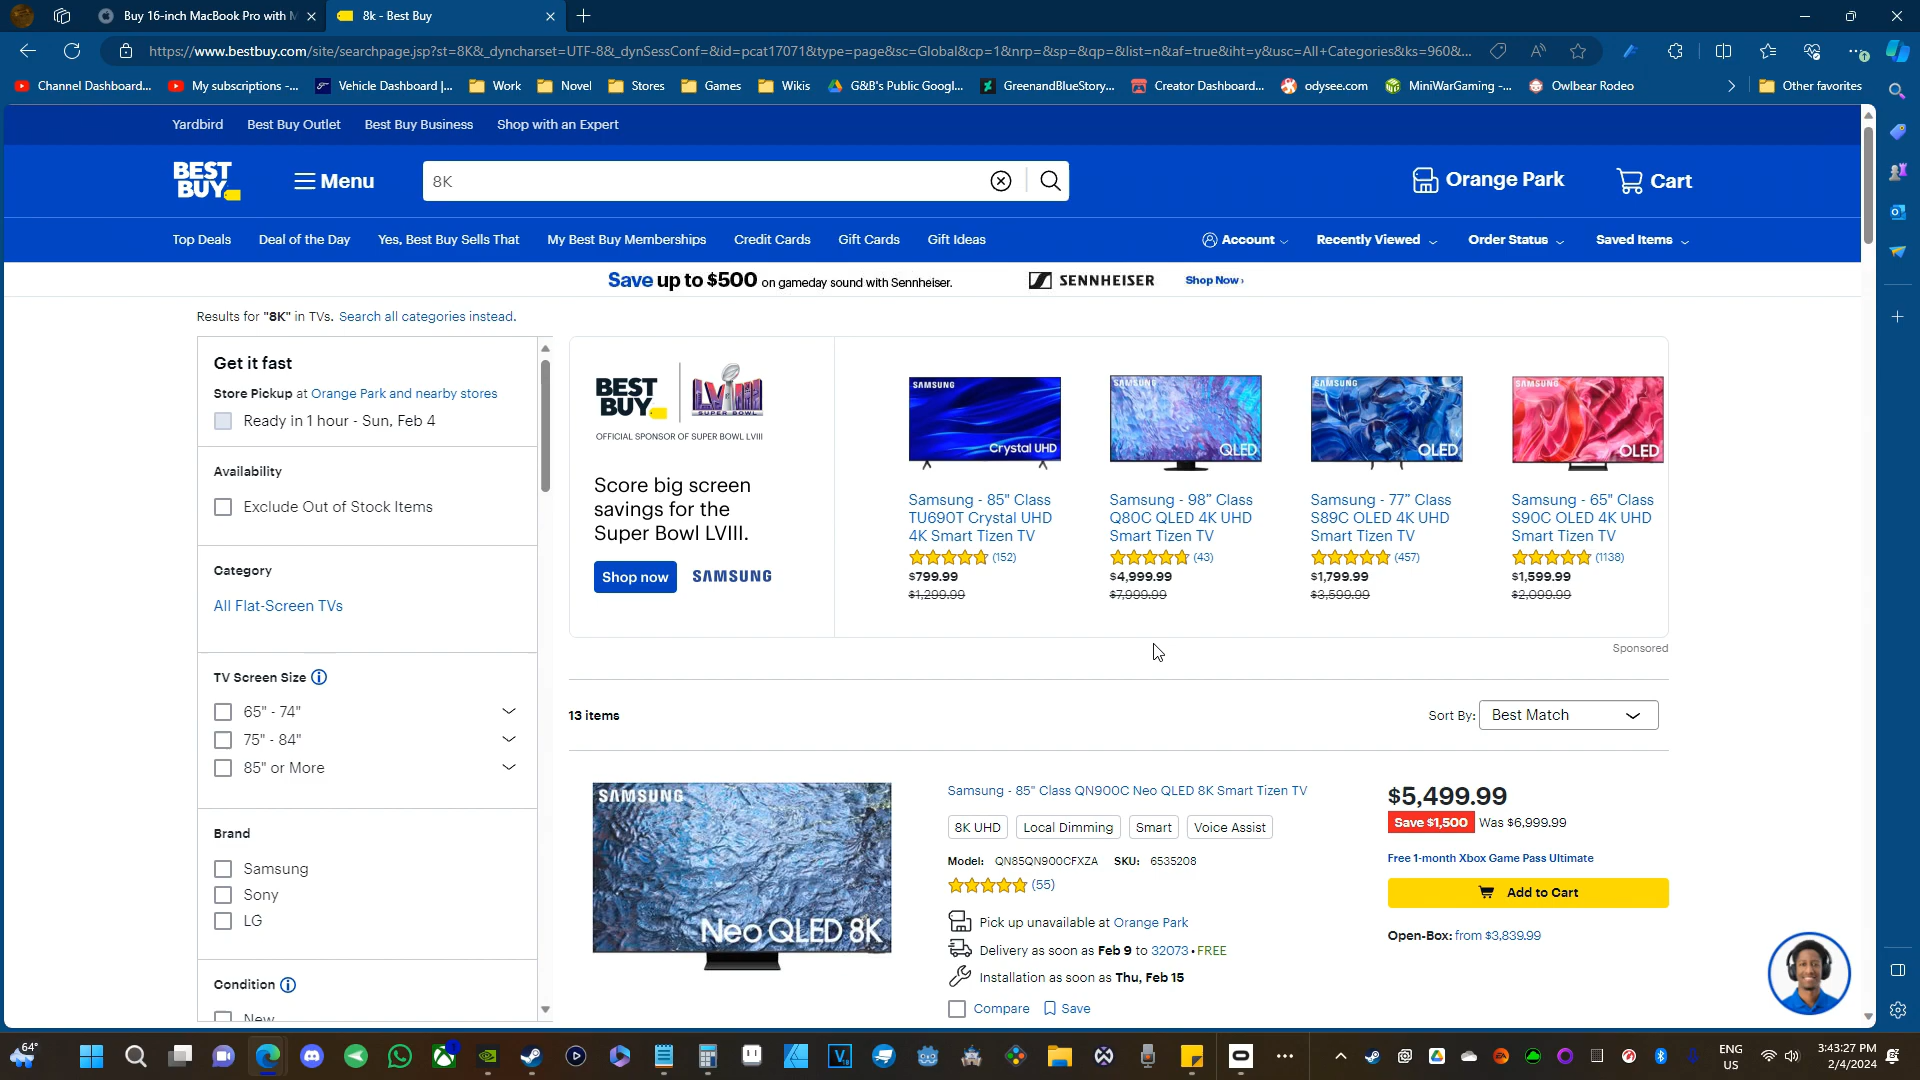 Buy 16-inch MacBook Pro with M
8k - Best Buy
https://www.bestbuy.com/site/searchpage.jsp?st=8K&_dyncharset=UTF-8&_dynSessConf=&id=pcat17071&type=page&sc=Global&cp=1&nrp=&sp=&qp=&list=n&af=true&iht=y&usc=All+Categories&ks=960&...
Channel Dashboard...
My subscriptions -...
Vehicle Dashboard |...
Work
Novel
Stores
Games
Wikis
G&B's Public Googl...
GreenandBlueStory...
Creator Dashboard...
odysee.com
MiniWarGaming -...
Owlbear Rodeo
Other favorites
Yardbird
Best Buy Outlet
Best Buy Business
Shop with an Expert
BEST
BUY
Menu
8K
Orange Park
Cart
Top Deals
Deal of the Day
Yes, Best Buy Sells That
My Best Buy Memberships
Credit Cards
Gift Cards
Gift Ideas
Account
Recently Viewed
Order Status
Saved Items
Save up to $500 on gameday sound with Sennheiser.
SENNHEISER
Shop Now ›
Results for "8K" in TVs. Search all categories instead.
Get it fast
Store Pickup at Orange Park and nearby stores
Ready in 1 hour - Sun, Feb 4
Availability
Exclude Out of Stock Items
Category
All Flat-Screen TVs
TV Screen Size
65" - 74"
75" - 84"
85" or More
Brand
Samsung
Sony
LG
Condition
New
BEST
BUY
LVIII
SUPER BOWL
OFFICIAL SPONSOR OF SUPER BOWL LVIII
Score big screen
savings for the
Super Bowl LVIII.
Shop now
SAMSUNG
SAMSUNG
Crystal UHD
Samsung - 85" Class
TU690T Crystal UHD
4K Smart Tizen TV
(152)
$799.99
$1,299.99
SAMSUNG
QLED
Samsung - 98” Class
Q80C QLED 4K UHD
Smart Tizen TV
(43)
$4,999.99
$7,999.99
SAMSUNG
OLED
Samsung - 77” Class
S89C OLED 4K UHD
Smart Tizen TV
(457)
$1,799.99
$3,599.99
SAMSUNG
OLED
Samsung - 65" Class
S90C OLED 4K UHD
Smart Tizen TV
(1138)
$1,599.99
$2,099.99
Sponsored
13 items
Sort By: Best Match
SAMSUNG
Neo QLED 8K
Samsung - 85" Class QN900C Neo QLED 8K Smart Tizen TV
8K UHD
Local Dimming
Smart
Voice Assist
Model: QN85QN900CFXZA SKU: 6535208
(55)
Pick up unavailable at Orange Park
Delivery as soon as Feb 9 to 32073 • FREE
Installation as soon as Thu, Feb 15
Compare
Save
$5,499.99
Save $1,500 Was $6,999.99
Free 1-month Xbox Game Pass Ultimate
Add to Cart
Open-Box: from $3,839.99
64°
ENG
US
3:43:27 PM
2/4/2024